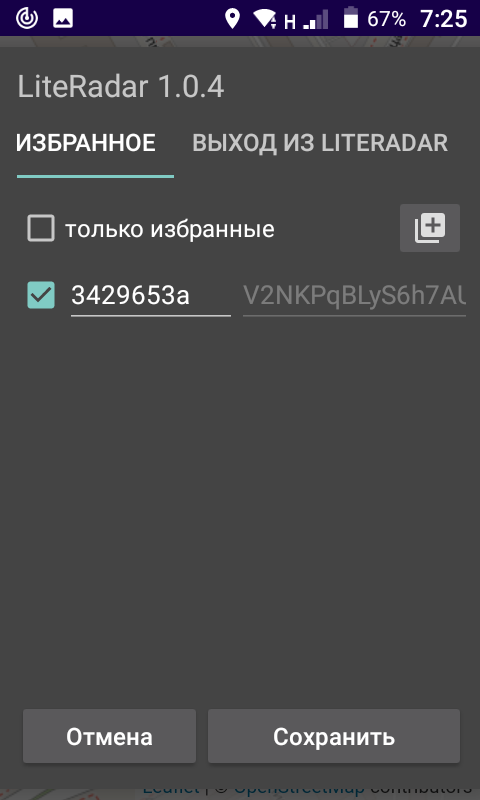 H 67% 7:25
LiteRadar 1.0.4
ИЗБРАННОЕ ВЫХОД ИЗ LITERADAR
только избранные
3429653a V2NKPqBLyS6h7AU
Отмена Сохранить
Leaflet | © OpenStreetMap contributors